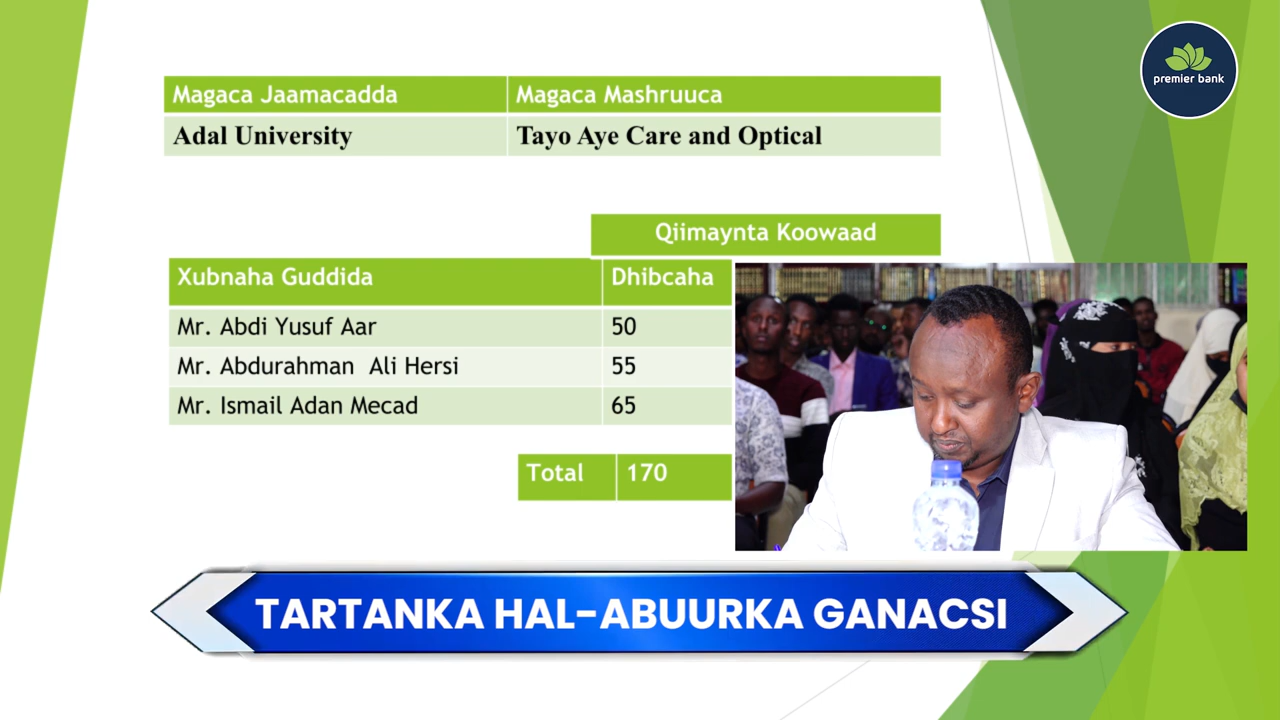 premier bank
Magaca Jaamacadda Magaca Mashruuca
Adal University Tayo Aye Care and Optical
Qiimaynta Koowaad
Xubnaha Guddida Dhibcaha
Mr. Abdi Yusuf Aar 50
Mr. Abdurahman Ali Hersi 55
Mr. Ismail Adan Mecad 65
Total 170
TARTANKA HAL-ABUURKA GANACSI